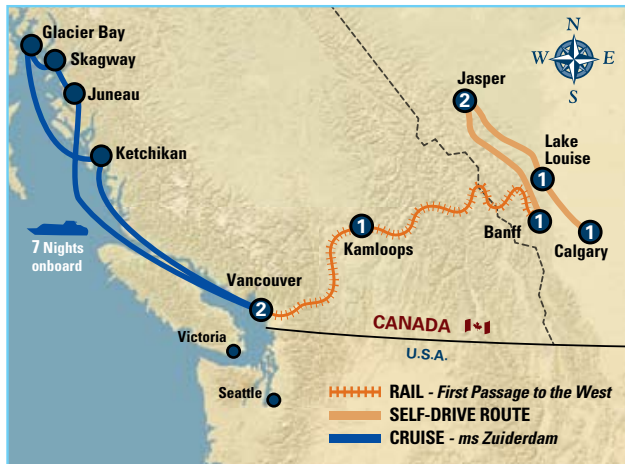 Glacier Bay
Skagway
Juneau
Ketchikan
7 Nights
onboard
N
W
E
S
Jasper
2
Lake
Louise
1
1
Banff
1
Calgary
1
Kamloops
Vancouver
2
Victoria
Seattle
CANADA
U.S.A.
RAIL - First Passage to the West
SELF-DRIVE ROUTE
CRUISE - ms Zuiderdam